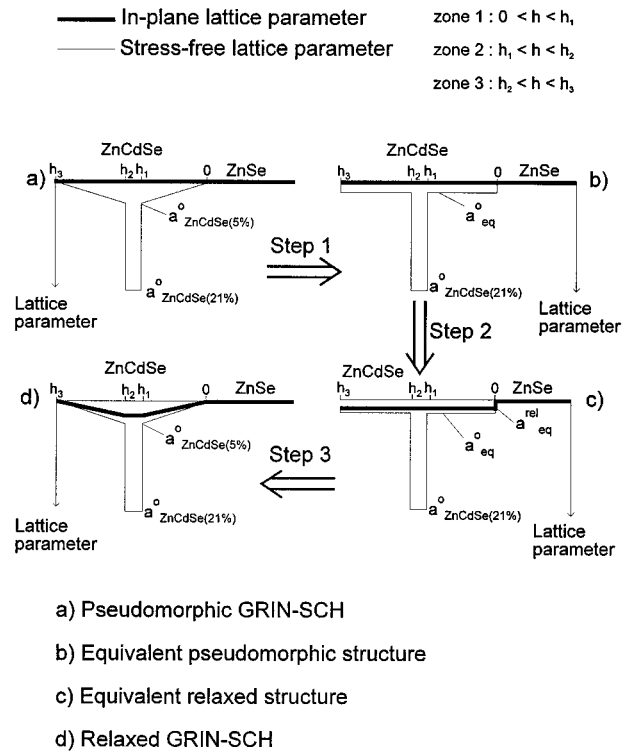 In-plane lattice parameter
Stress-free lattice parameter
zone 1 : 0 < h < h₁
zone 2 : h₁ < h < h₂
zone 3 : h₂ < h < h₃
a)
ZnCdSe
h₃ h₂ h₁ 0 ZnSe
a° ZnCdSe(5%)
a° ZnCdSe(21%)
Lattice
parameter
Step 1
b)
ZnCdSe
h₃ h₂ h₁ 0 ZnSe
a° eq
a° ZnCdSe(21%)
Lattice
parameter
Step 2
d)
ZnCdSe
h₃ h₂ h₁ 0 ZnSe
a° ZnCdSe(5%)
a° ZnCdSe(21%)
Lattice
parameter
Step 3
c)
ZnCdSe
h₃ h₂ h₁ 0 ZnSe
a rel eq
a° eq
a° ZnCdSe(21%)
Lattice
parameter
a) Pseudomorphic GRIN-SCH
b) Equivalent pseudomorphic structure
c) Equivalent relaxed structure
d) Relaxed GRIN-SCH